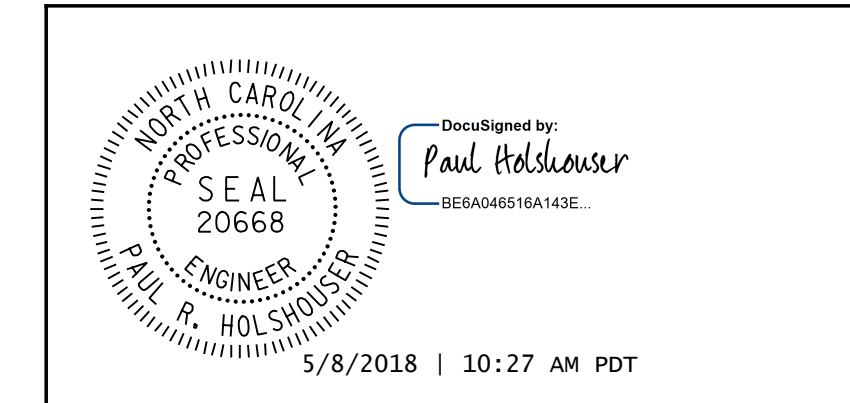 NORTH CAROLINA
PROFESSIONAL
SEAL
20668
ENGINEER
PAUL R. HOLSHOUSER
DocuSigned by:
Paul Holshouser
BE6A046516A143E...
5/8/2018 | 10:27 AM PDT